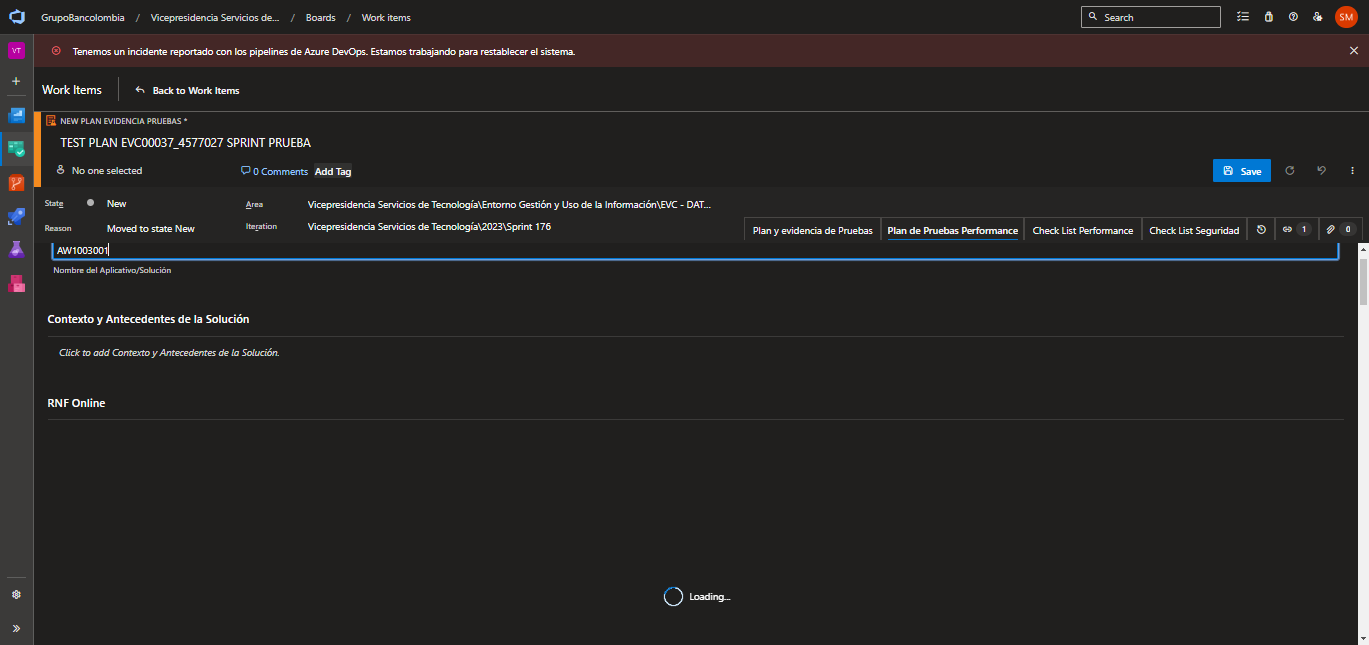 GrupoBancolombia / Vicepresidencia Servicios de... / Boards / Work items
Search
SM
VT
Tenemos un incidente reportado con los pipelines de Azure DevOps. Estamos trabajando para restablecer el sistema.
Work Items
Back to Work Items
NEW PLAN EVIDENCIA PRUEBAS *
TEST PLAN EVC00037_4577027 SPRINT PRUEBA
No one selected
0 Comments
Add Tag
Save
State
New
Area
Vicepresidencia Servicios de Tecnología\Entorno Gestión y Uso de la Información\EVC - DAT...
Reason
Moved to state New
Iteration
Vicepresidencia Servicios de Tecnología\2023\Sprint 176
Plan y evidencia de Pruebas
Plan de Pruebas Performance
Check List Performance
Check List Seguridad
1
0
AW1003001
Nombre del Aplicativo/Solución
Contexto y Antecedentes de la Solución
Click to add Contexto y Antecedentes de la Solución.
RNF Online
Loading...